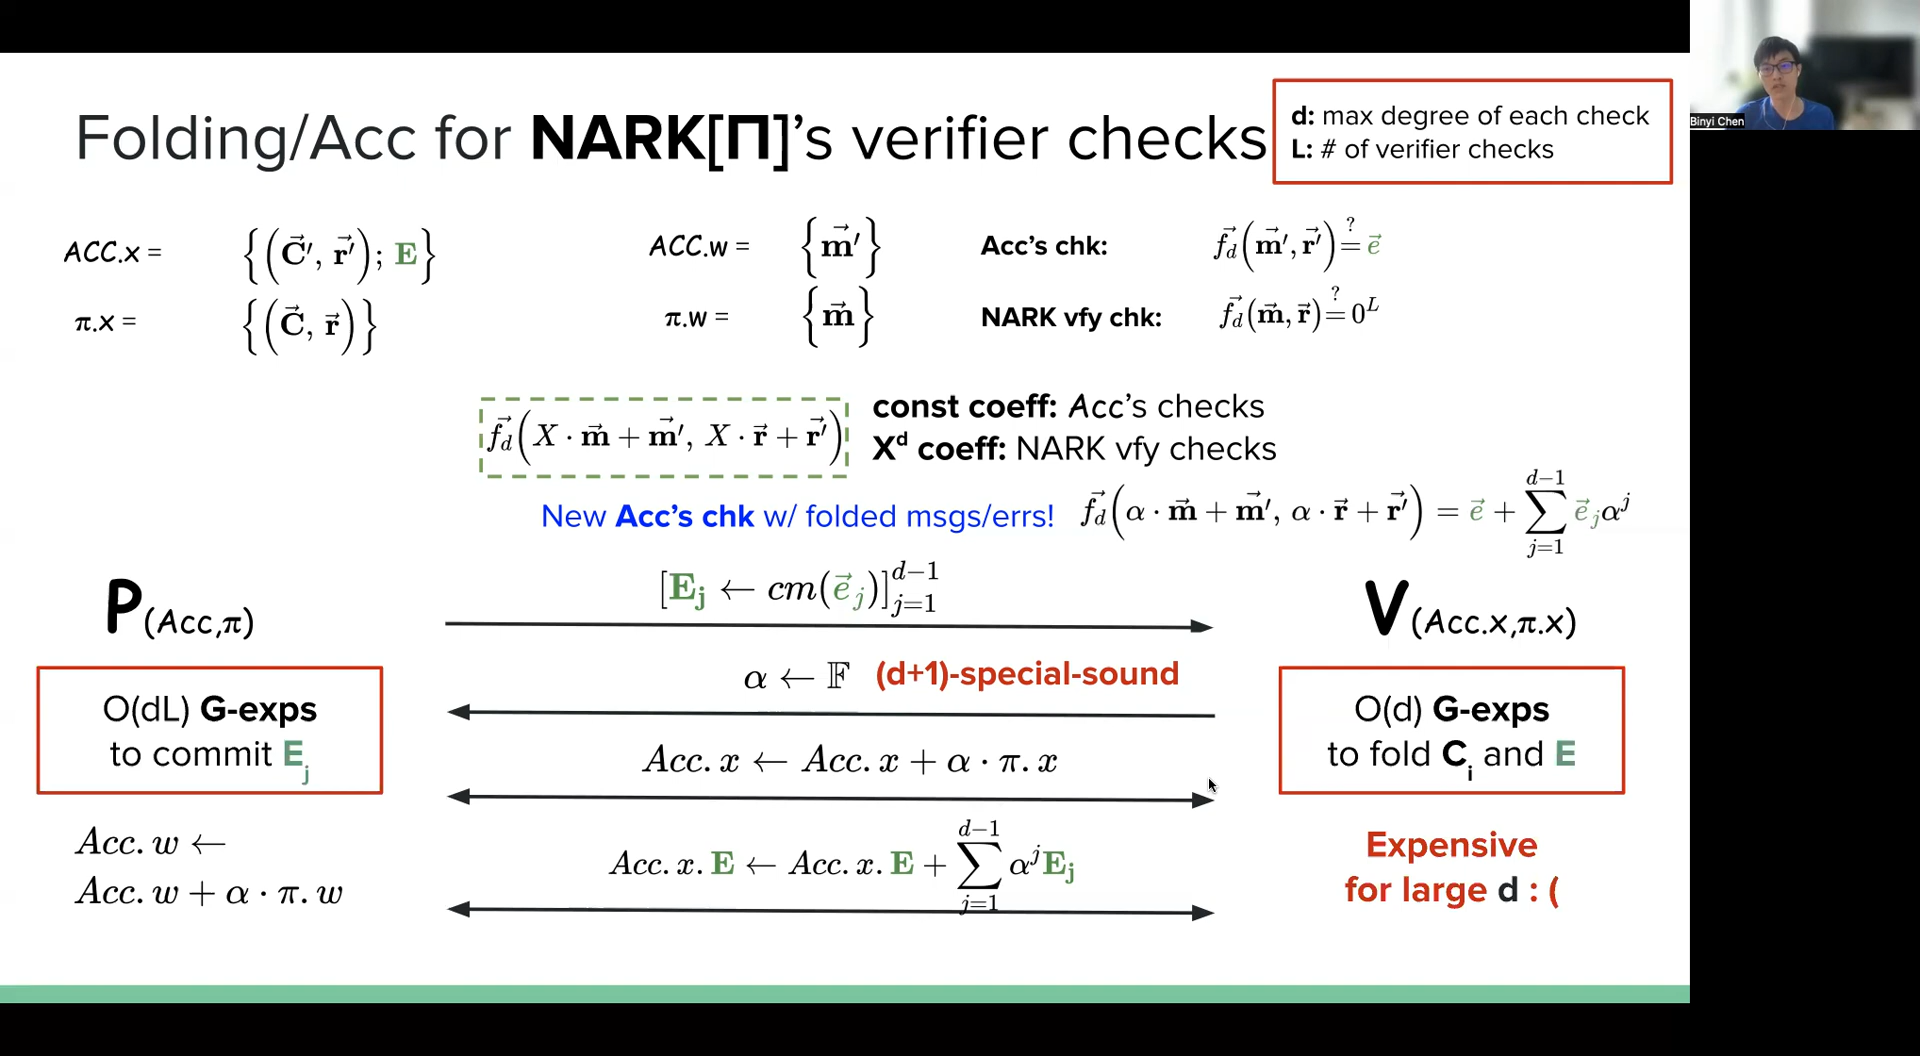 Folding/Acc for NARK[Π]'s verifier checks
d: max degree of each check
L: # of verifier checks
Binyi Chen
ACC.x = {(C⃗′, r⃗′); E}
ACC.w = {m⃗′}
Acc's chk: f⃗_d(m⃗′, r⃗′) ≟ e⃗
π.x = {(C⃗, r⃗)}
π.w = {m⃗}
NARK vfy chk: f⃗_d(m⃗, r⃗) ≟ 0^L
f⃗_d(X · m⃗ + m⃗′, X · r⃗ + r⃗′)
const coeff: Acc's checks
X^d coeff: NARK vfy checks
New Acc's chk w/ folded msgs/errs! f⃗_d(α · m⃗ + m⃗′, α · r⃗ + r⃗′) = e⃗ + ∑_{j=1}^{d−1} e⃗_j α^j
P(Acc,π)
[E_j ← cm(e⃗_j)]_{j=1}^{d−1}
V(Acc.x,π.x)
α ← 𝔽 (d+1)-special-sound
O(dL) G-exps
to commit E_j
O(d) G-exps
to fold C_i and E
Acc.x ← Acc.x + α · π.x
Acc.w ←
Acc.w + α · π.w
Acc.x.E ← Acc.x.E + ∑_{j=1}^{d−1} α^j E_j
Expensive
for large d : (